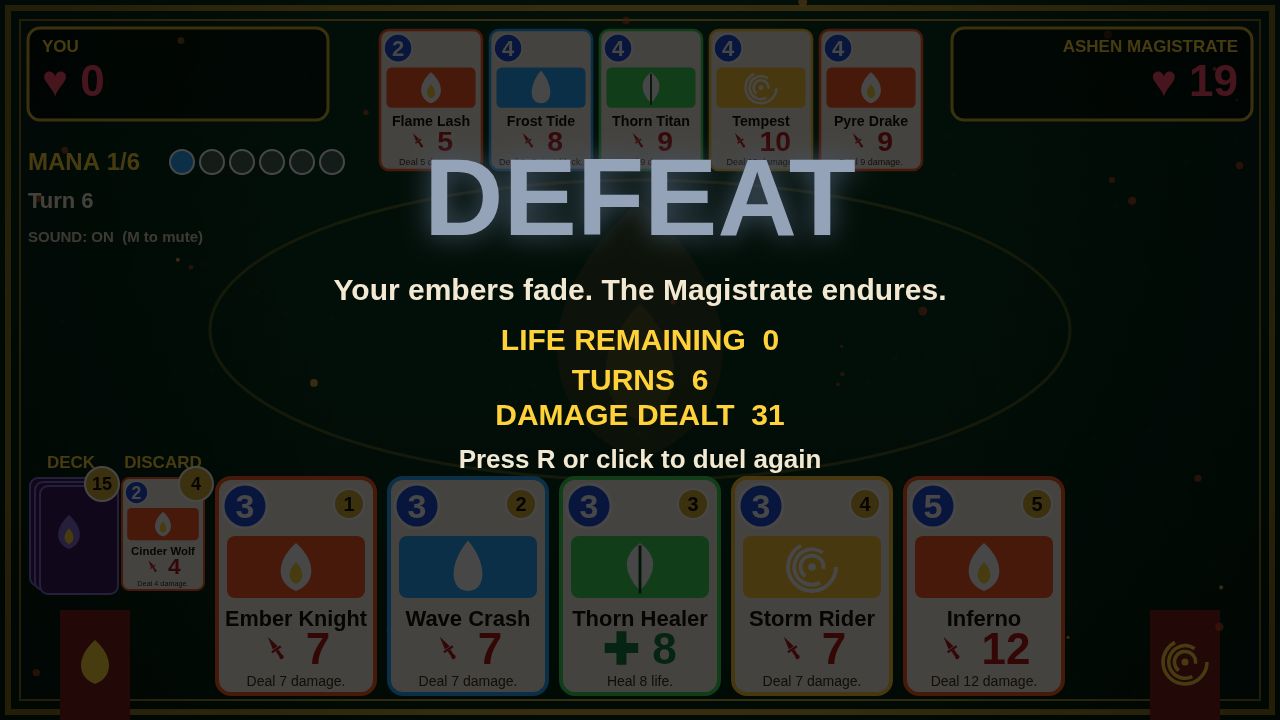 YOU
♥ 0
ASHEN MAGISTRATE
♥ 19
2
Flame Lash
5
4
Frost Tide
8
4
Thorn Titan
9
4
Tempest
10
4
Pyre Drake
9
9 damage.
MANA 1/6
Turn 6
SOUND: ON (M to mute)
DEFEAT
Your embers fade. The Magistrate endures.
LIFE REMAINING 0
TURNS 6
DAMAGE DEALT 31
Press R or click to duel again
DECK
15
DISCARD
4
2
Cinder Wolf
4
Deal 4 damage.
3
1
Ember Knight
7
Deal 7 damage.
3
2
Wave Crash
7
Deal 7 damage.
3
3
Thorn Healer
8
Heal 8 life.
3
4
Storm Rider
7
Deal 7 damage.
5
5
Inferno
12
Deal 12 damage.